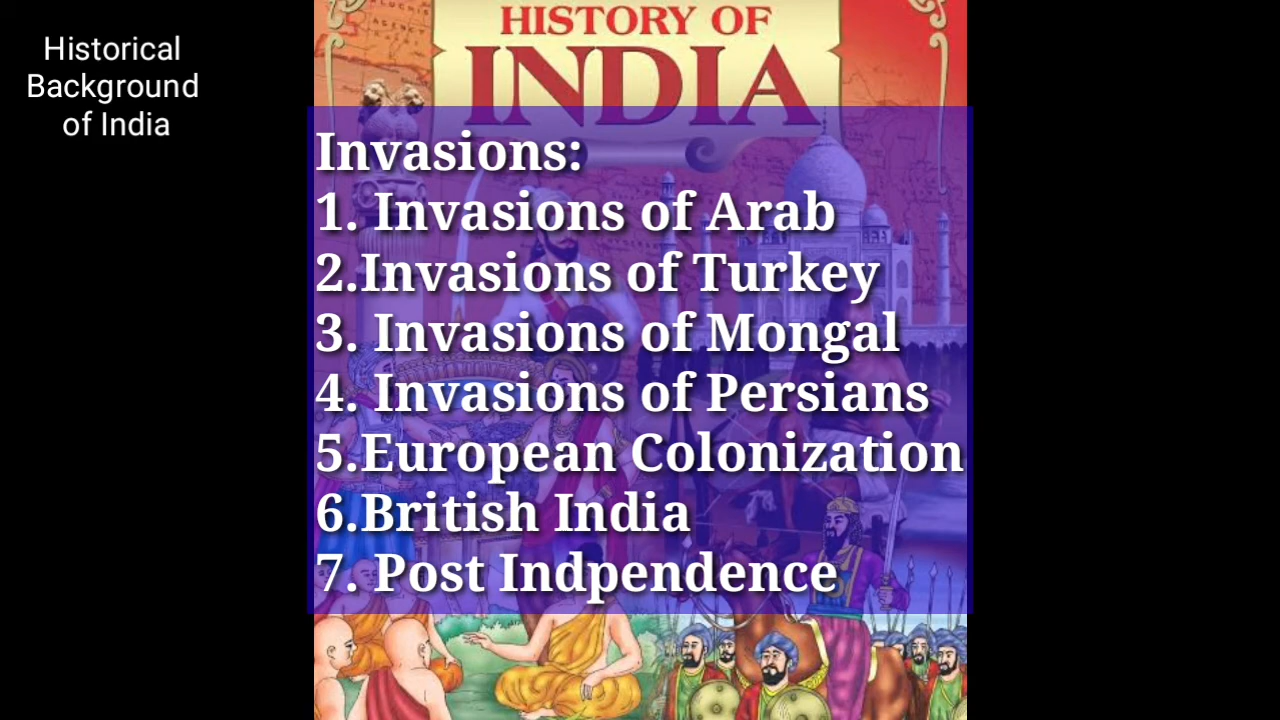 Historical
Background
of India
HISTORY OF
INDIA
Invasions:
1. Invasions of Arab
2.Invasions of Turkey
3. Invasions of Mongal
4. Invasions of Persians
5.European Colonization
6.British India
7. Post Indpendence